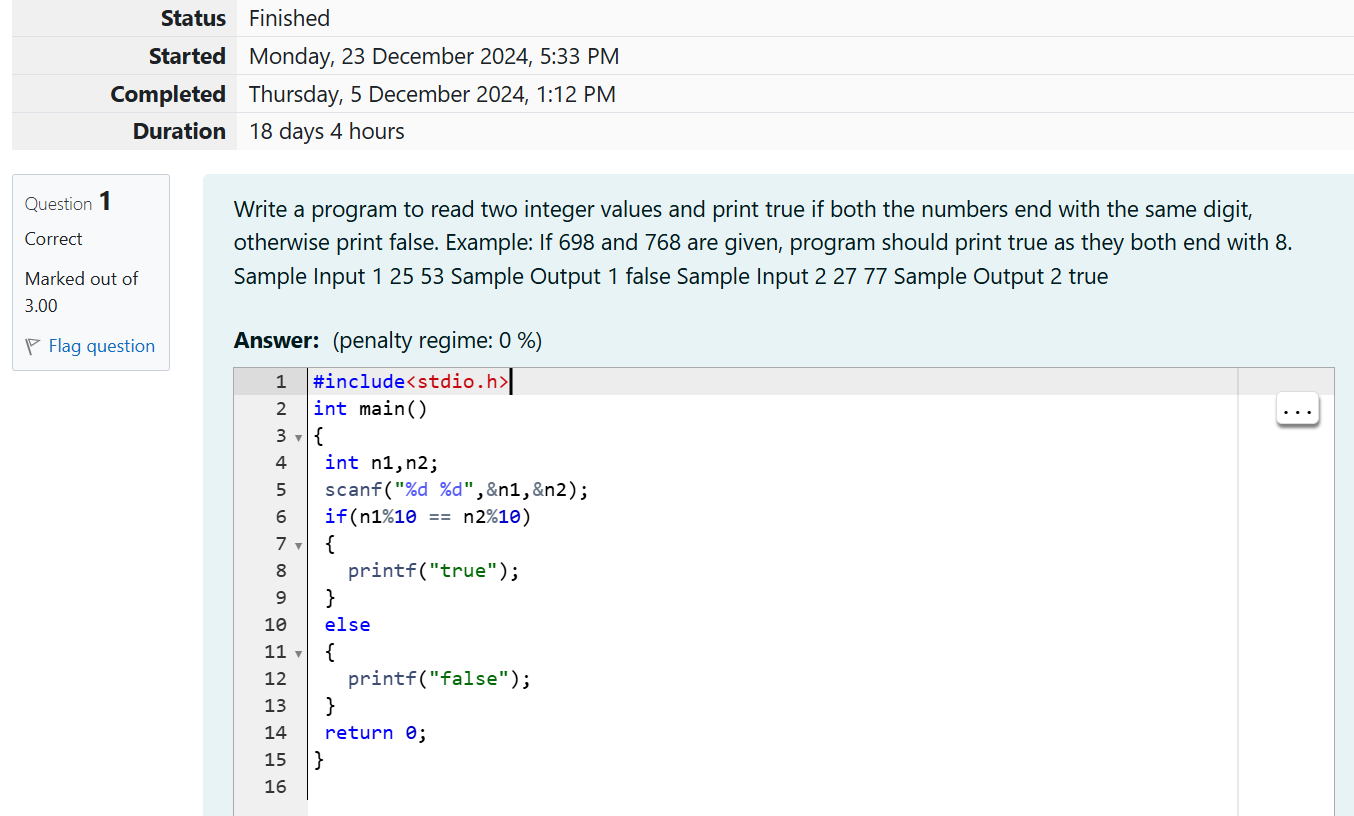 Status Finished
Started Monday, 23 December 2024, 5:33 PM
Completed Thursday, 5 December 2024, 1:12 PM
Duration 18 days 4 hours
Question 1
Correct
Marked out of
3.00
Flag question
Write a program to read two integer values and print true if both the numbers end with the same digit,
otherwise print false. Example: If 698 and 768 are given, program should print true as they both end with 8.
Sample Input 1 25 53 Sample Output 1 false Sample Input 2 27 77 Sample Output 2 true
Answer: (penalty regime: 0 %)
1 #include<stdio.h>
2 int main()
3 {
4 int n1,n2;
5 scanf("%d %d",&n1,&n2);
6 if(n1%10 == n2%10)
7 {
8 printf("true");
9 }
10 else
11 {
12 printf("false");
13 }
14 return 0;
15 }
16
...